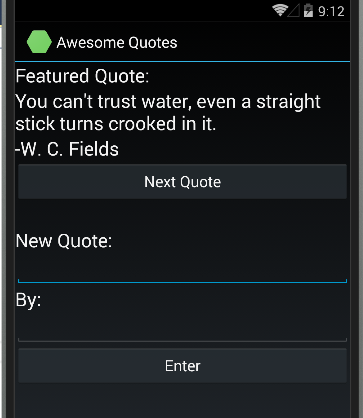 9:12
Awesome Quotes
Featured Quote:
You can't trust water, even a straight
stick turns crooked in it.
-W. C. Fields
Next Quote
New Quote:
By:
Enter